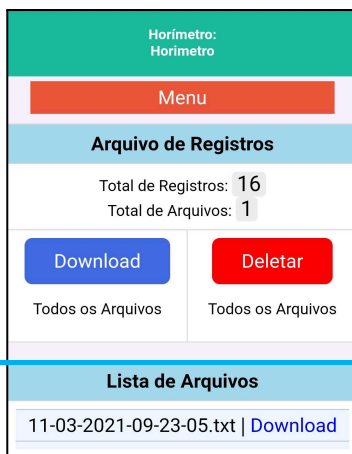 Horímetro:
Horimetro
Menu
Arquivo de Registros
Total de Registros: 16
Total de Arquivos: 1
Download
Deletar
Todos os Arquivos
Todos os Arquivos
Lista de Arquivos
11-03-2021-09-23-05.txt | Download